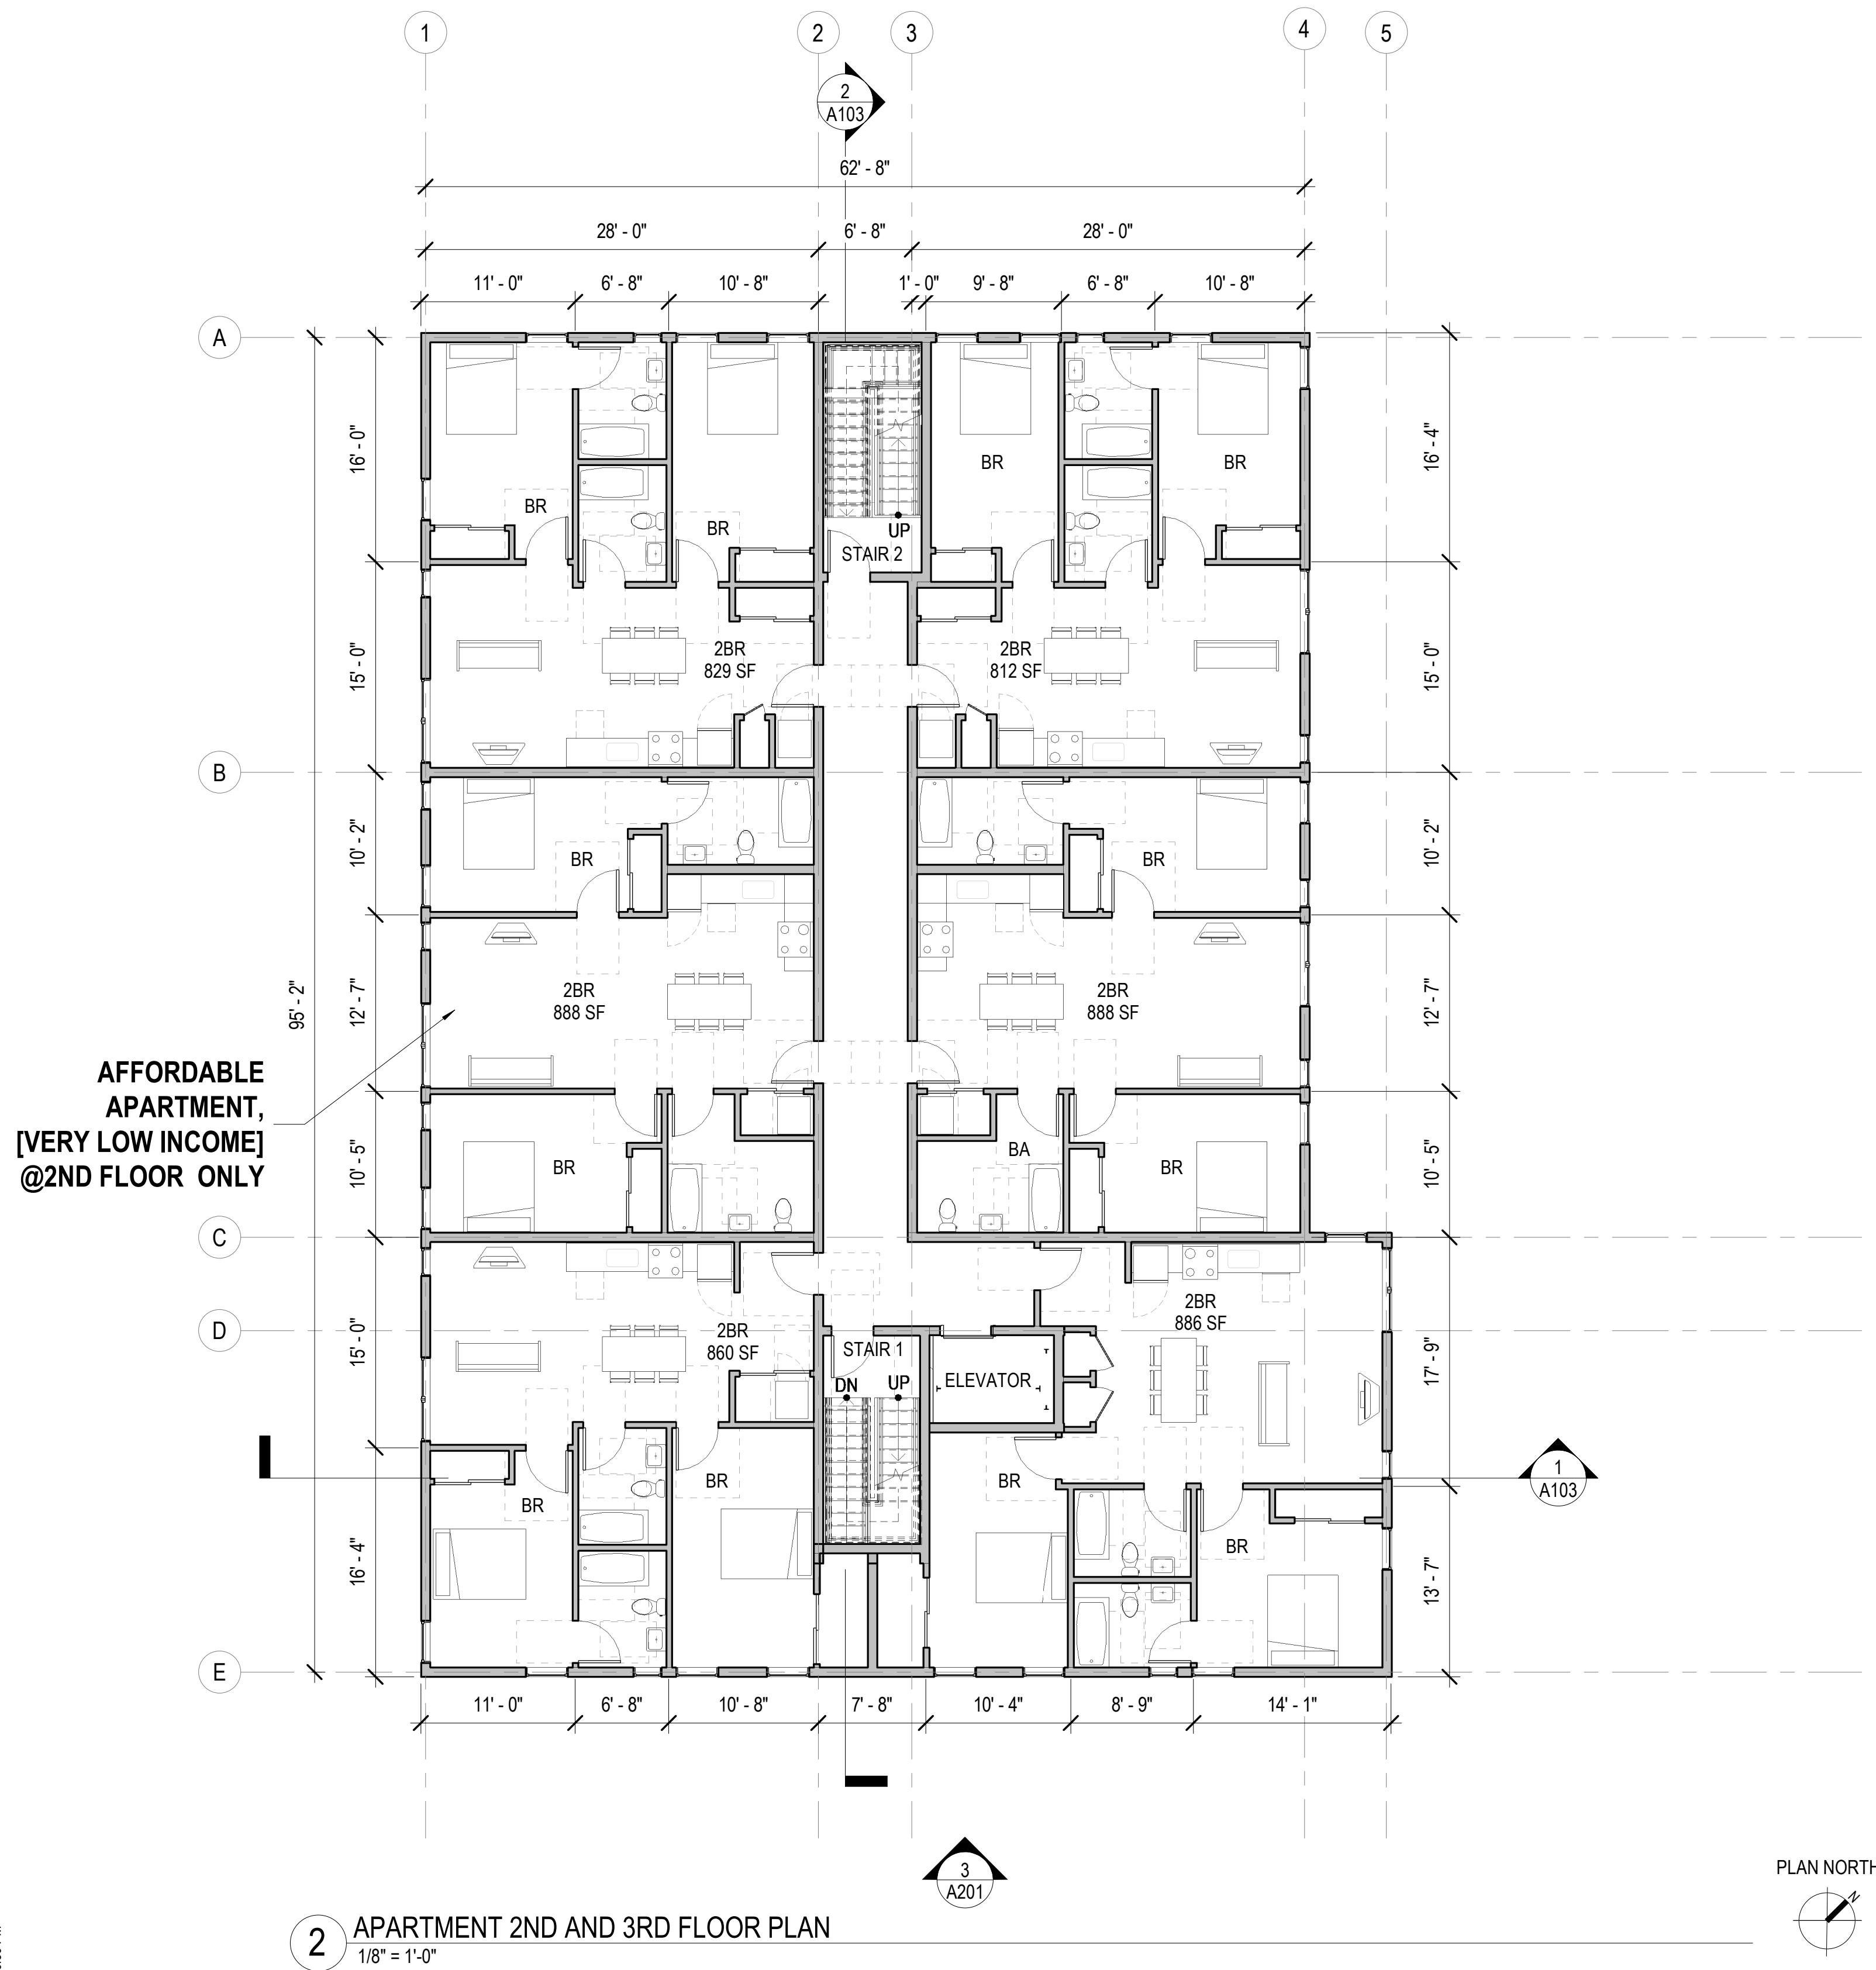 1
2
3
4
5
2
A103
62' - 8"
28' - 0"
6' - 8"
28' - 0"
11' - 0"
6' - 8"
10' - 8"
1' - 0"
9' - 8"
6' - 8"
10' - 8"
A
16' - 0"
16' - 4"
BR
BR
BR
BR
UP
STAIR 2
15' - 0"
2BR
829 SF
2BR
812 SF
15' - 0"
B
10' - 2"
BR
BR
10' - 2"
95' - 2"
12' - 7"
2BR
888 SF
2BR
888 SF
12' - 7"
AFFORDABLE
APARTMENT,
[VERY LOW INCOME]
@2ND FLOOR ONLY
10' - 5"
BR
BA
BR
10' - 5"
C
D
15' - 0"
2BR
860 SF
STAIR 1
DN
UP
ELEVATOR
2BR
886 SF
17' - 9"
BR
BR
BR
BR
1
A103
16' - 4"
13' - 7"
E
11' - 0"
6' - 8"
10' - 8"
7' - 8"
10' - 4"
8' - 9"
14' - 1"
3
A201
PLAN NORTH
N
2
APARTMENT 2ND AND 3RD FLOOR PLAN
1/8" = 1'-0"